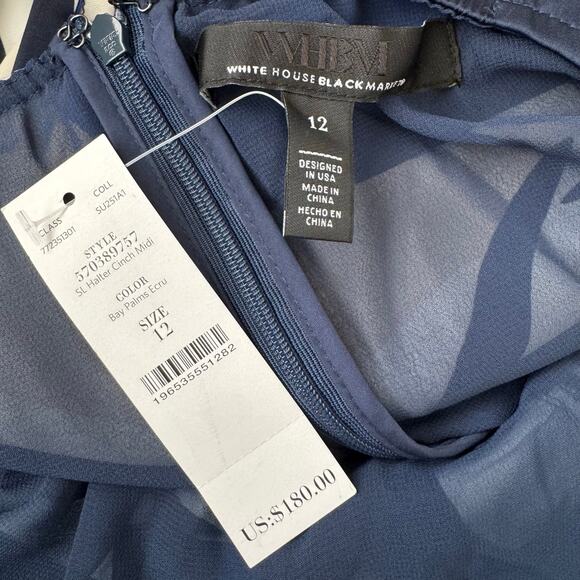 WHBM
WHITE HOUSE BLACK MARKET
12
DESIGNED
IN USA
MADE IN
CHINA
HECHO EN
CHINA
CLASS
772351301
COLL
SU251A1
STYLE
570389757
SL Halter Cinch Midi
COLOR
Bay Palms Ecru
SIZE
12
196535551282
US:$180.00